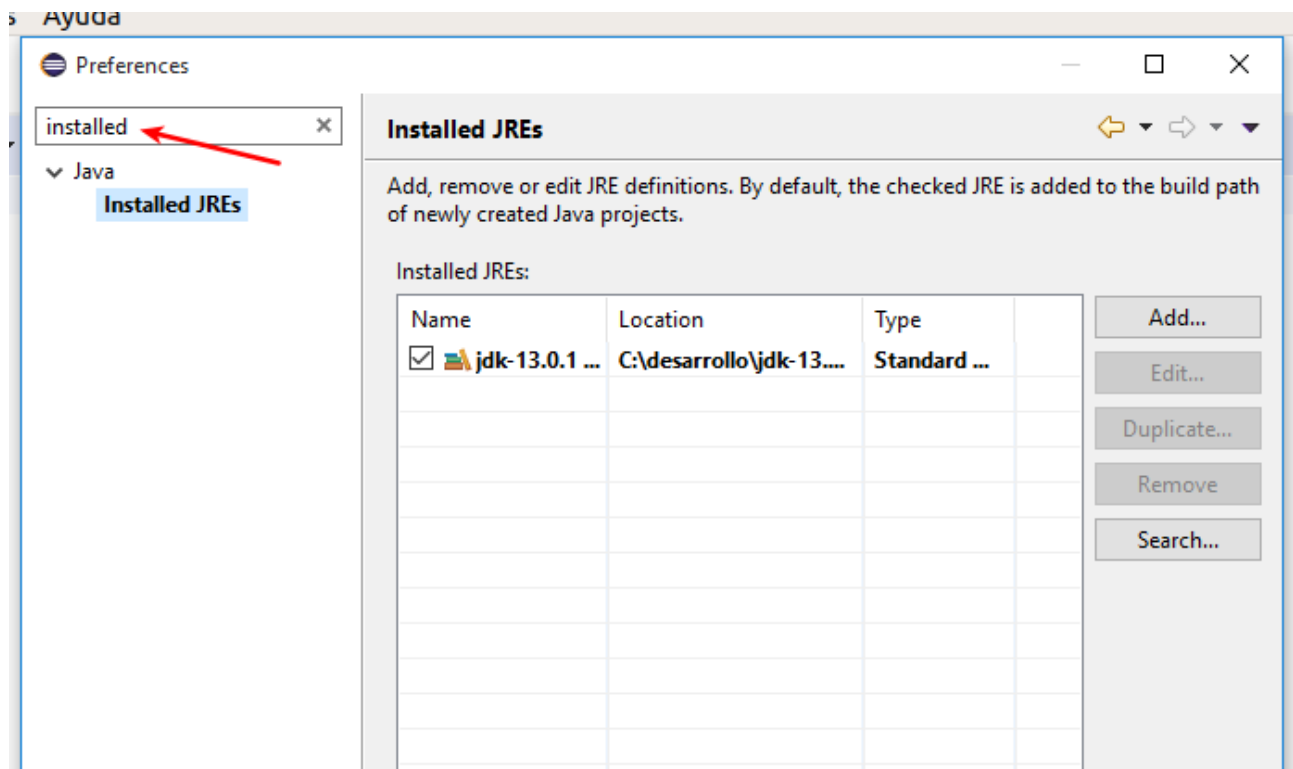 s Ayuda
Preferences
installed
Java
Installed JREs
Installed JREs
Add, remove or edit JRE definitions. By default, the checked JRE is added to the build path
of newly created Java projects.
Installed JREs:
Name Location Type
jdk-13.0.1 ... C:\desarrollo\jdk-13.... Standard ...
Add...
Edit...
Duplicate...
Remove
Search...